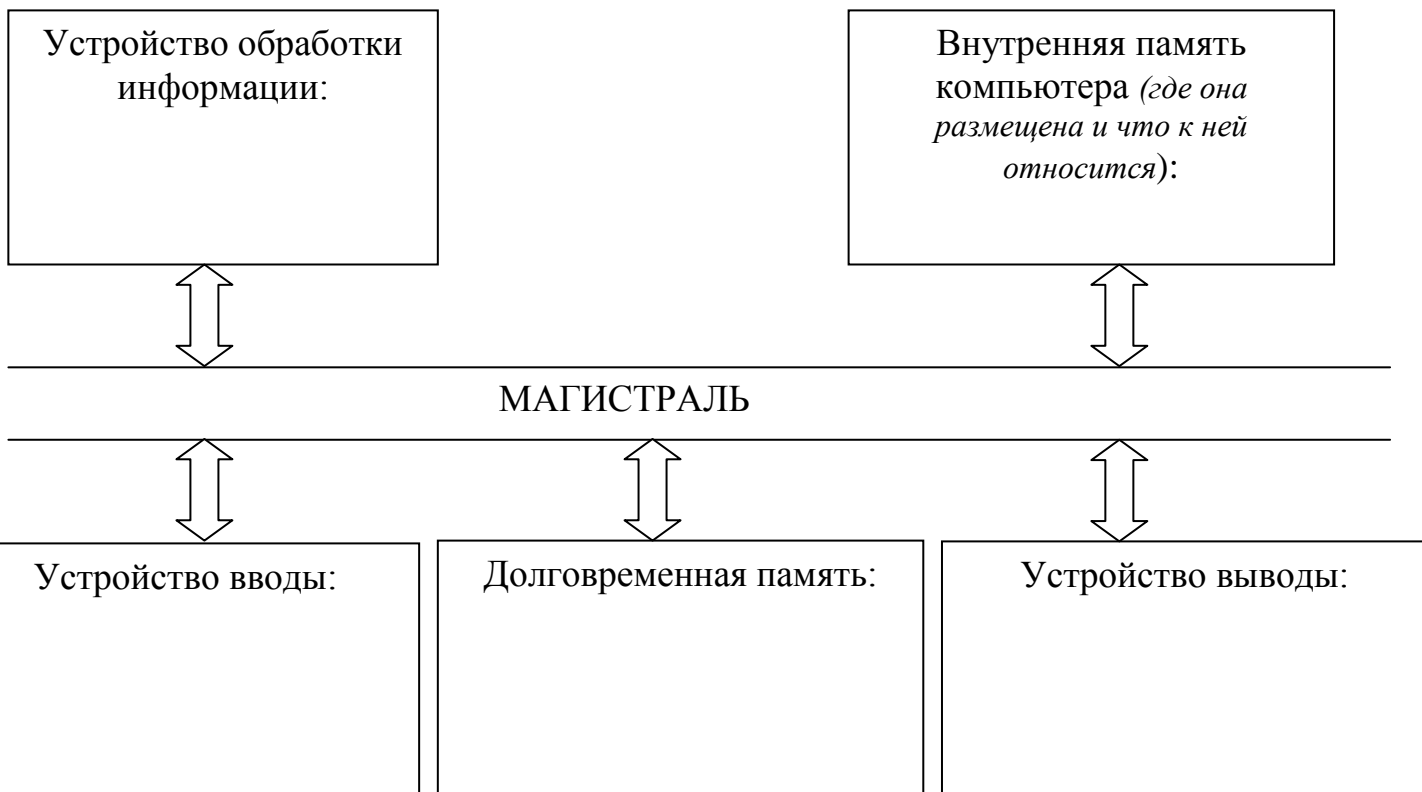 Устройство обработки
информации:
Внутренняя память
компьютера (где она
размещена и что к ней
относится):
МАГИСТРАЛЬ
Устройство вводы:
Долговременная память:
Устройство выводы: